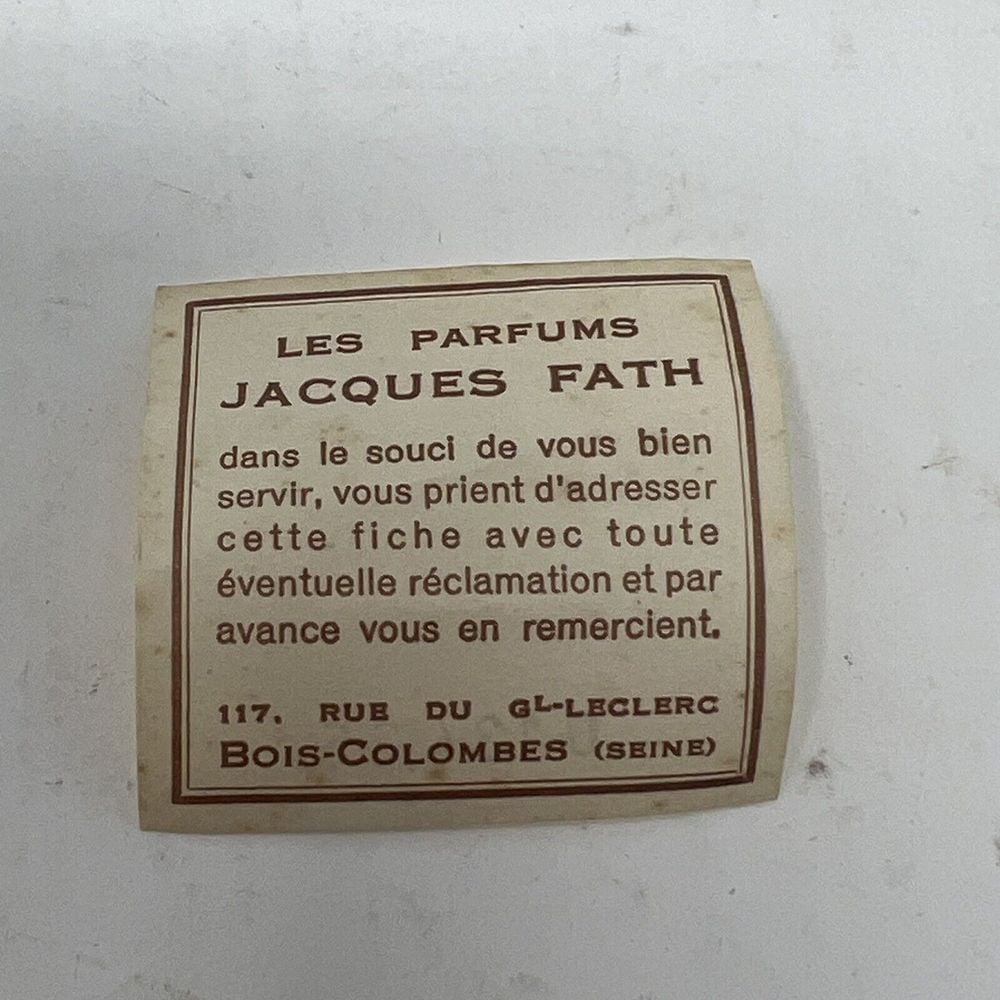 LES PARFUMS
JACQUES FATH
dans le souci de vous bien
servir, vous prient d'adresser
cette fiche avec toute
éventuelle réclamation et par
avance vous en remercient.
117, RUE DU GL-LECLERC
BOIS-COLOMBES (SEINE)